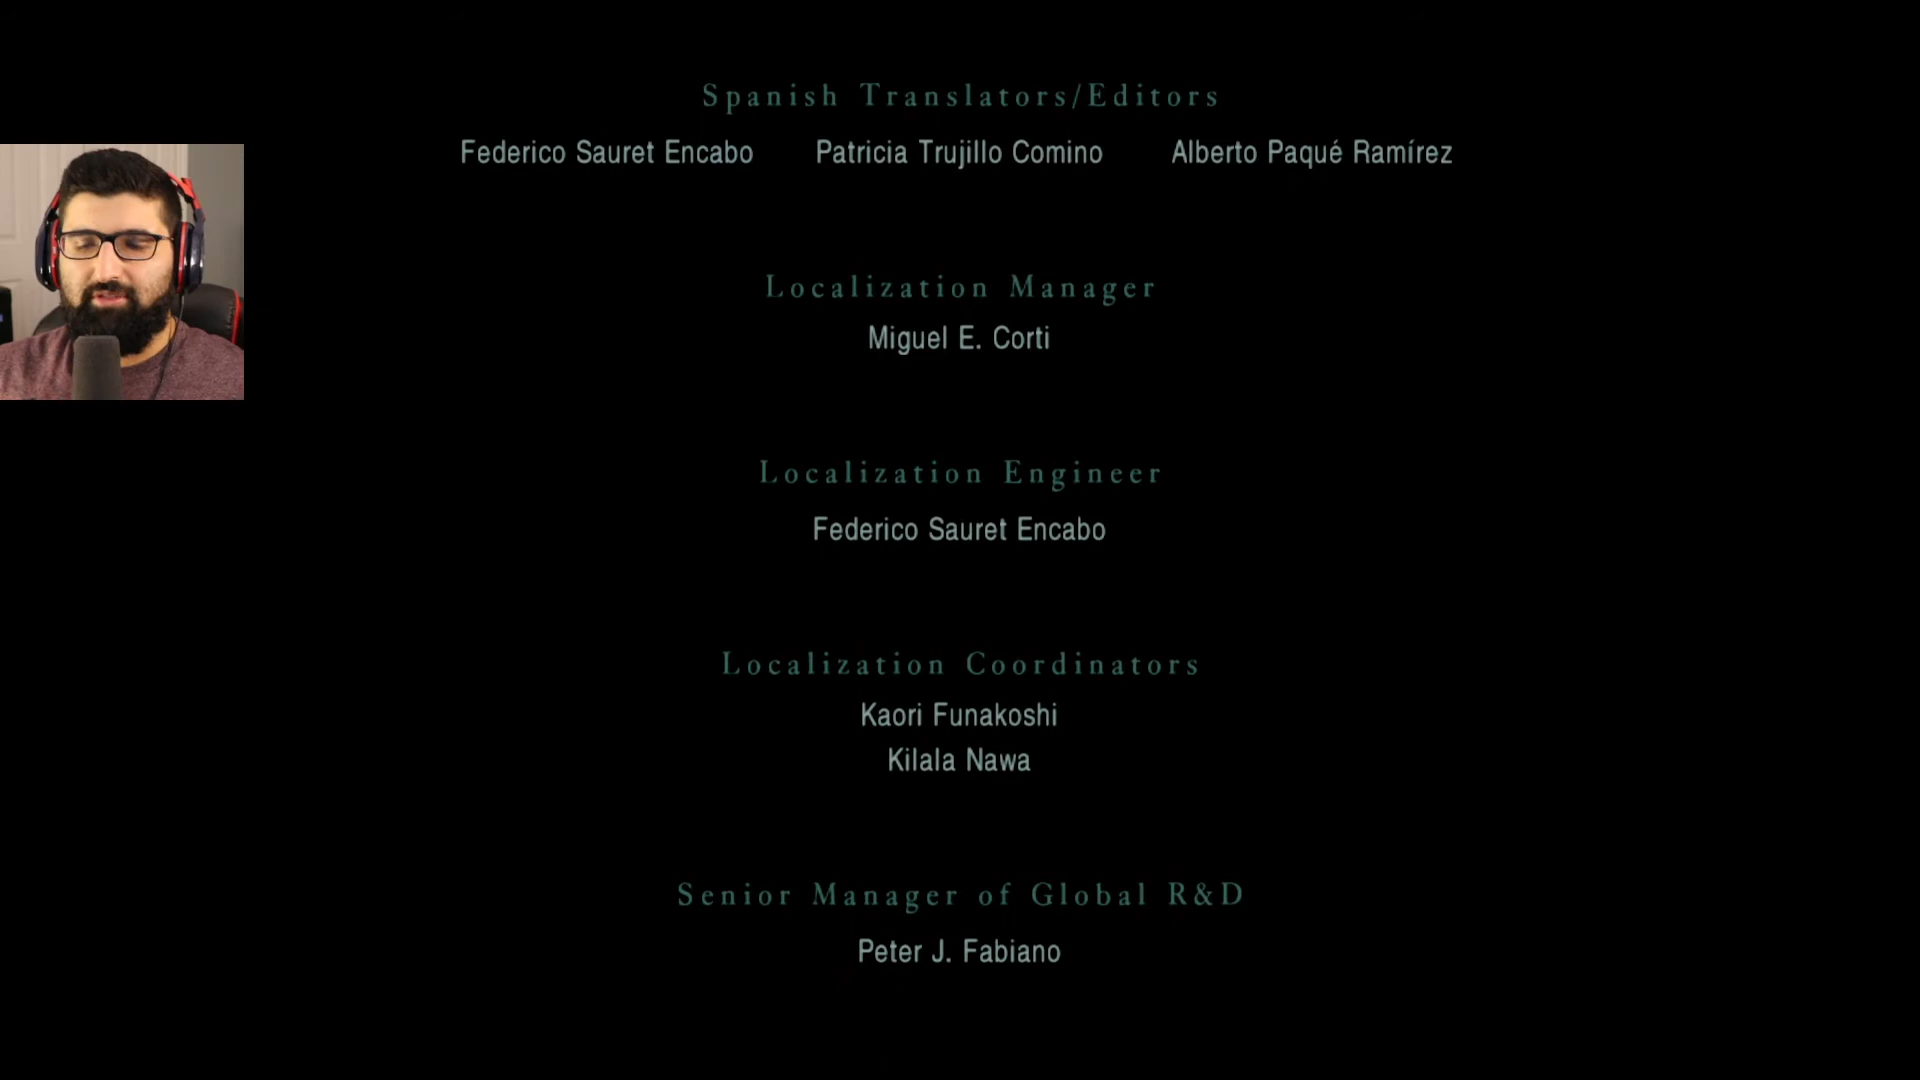 Spanish Translators/Editors
Federico Sauret Encabo Patricia Trujillo Comino Alberto Paqué Ramírez
Localization Manager
Miguel E. Corti
Localization Engineer
Federico Sauret Encabo
Localization Coordinators
Kaori Funakoshi
Kilala Nawa
Senior Manager of Global R&D
Peter J. Fabiano